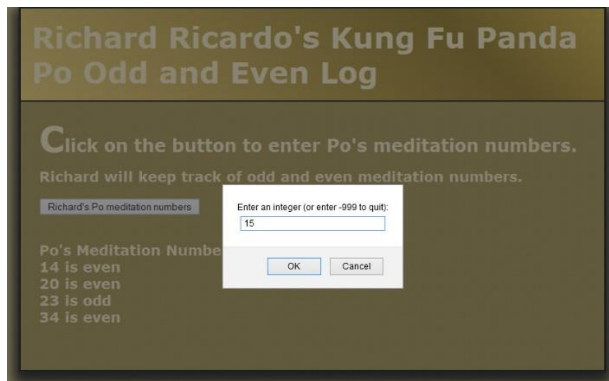 Richard Ricardo's Kung Fu Panda
Po Odd and Even Log
Click on the button to enter Po's meditation numbers.
Richard will keep track of odd and even meditation numbers.
Richard's Po meditation numbers
Enter an integer (or enter -999 to quit):
15
OK Cancel
Po's Meditation Numbe
14 is even
20 is even
23 is odd
34 is even